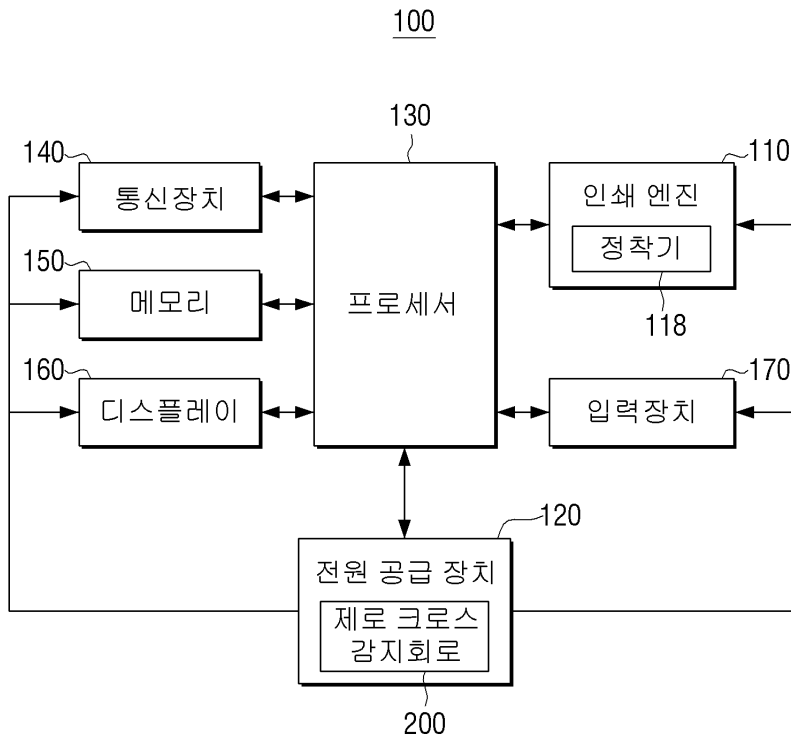 100
130
140
통신장치
110
인쇄 엔진
정착기
118
150
메모리
프로세서
160
디스플레이
170
입력장치
120
전원 공급 장치
제로 크로스
감지회로
200